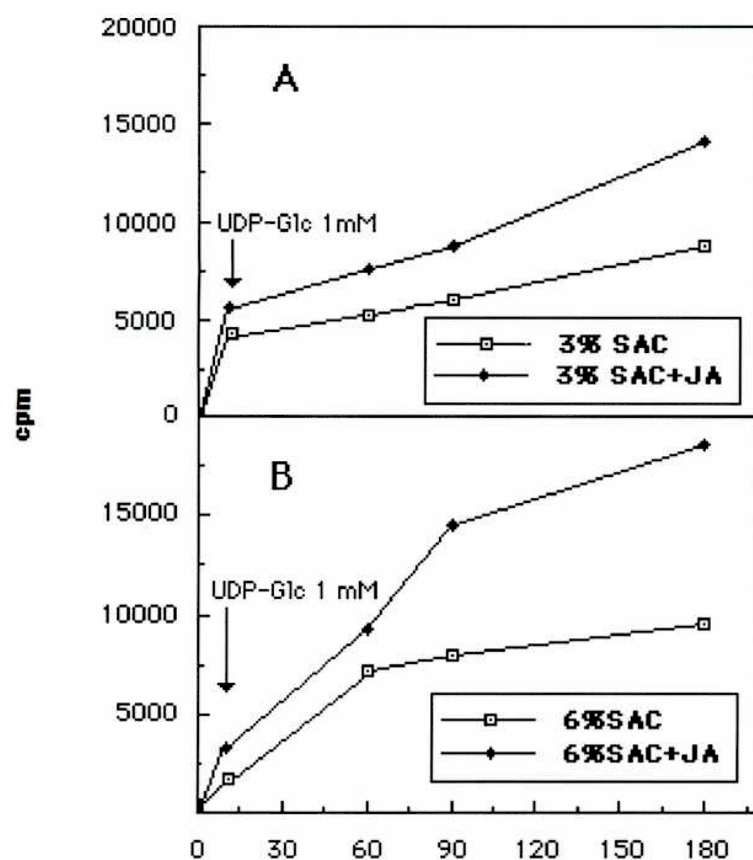 20000
A
15000
10000
UDP-Glc 1mM
5000
3% SAC
3% SAC+JA
0
cpm
B
15000
UDP-Glc 1 mM
10000
5000
6%SAC
6%SAC+JA
0 30 60 90 120 150 180